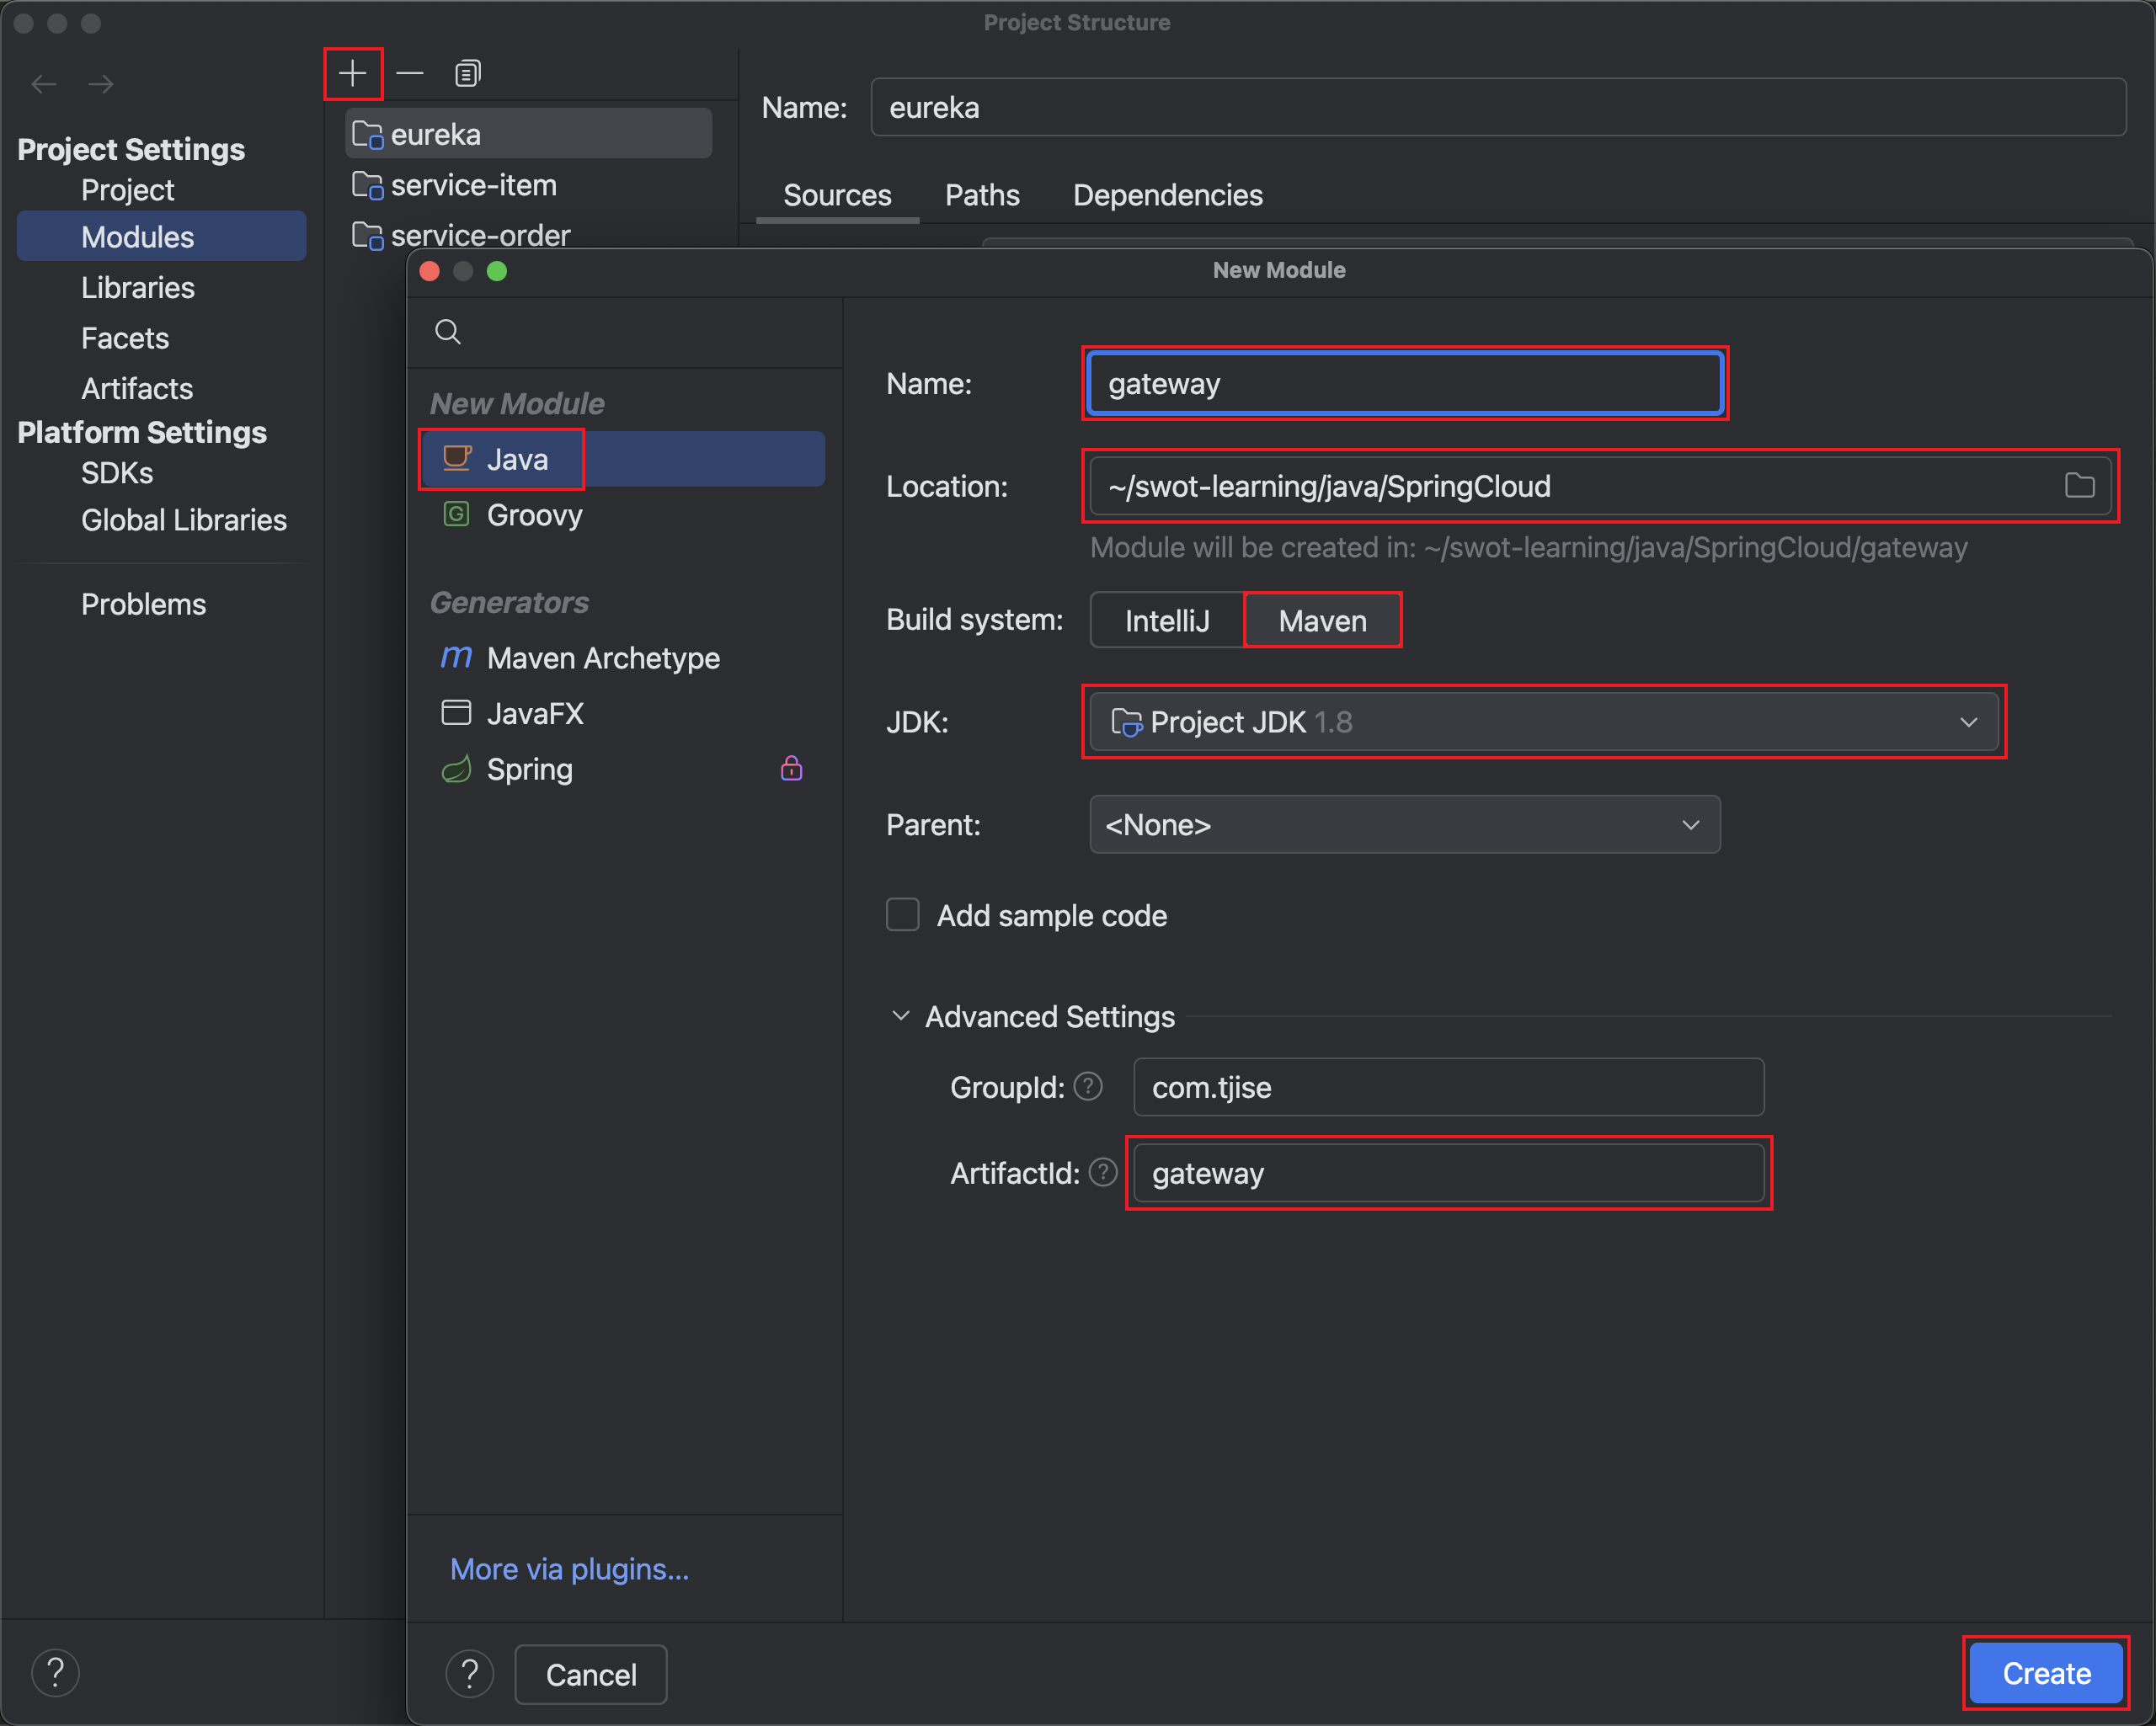 Project Structure
Project Settings
Project
Modules
Libraries
Facets
Artifacts
Platform Settings
SDKs
Global Libraries
Problems
eureka
service-item
service-order
Name: eureka
Sources Paths Dependencies
New Module
New Module
Java
Groovy
Generators
Maven Archetype
JavaFX
Spring
More via plugins...
Name: gateway
Location: ~/swot-learning/java/SpringCloud
Module will be created in: ~/swot-learning/java/SpringCloud/gateway
Build system: IntelliJ Maven
JDK: Project JDK 1.8
Parent: <None>
Add sample code
Advanced Settings
GroupId: ? com.tjise
ArtifactId: ? gateway
? ? Cancel Create